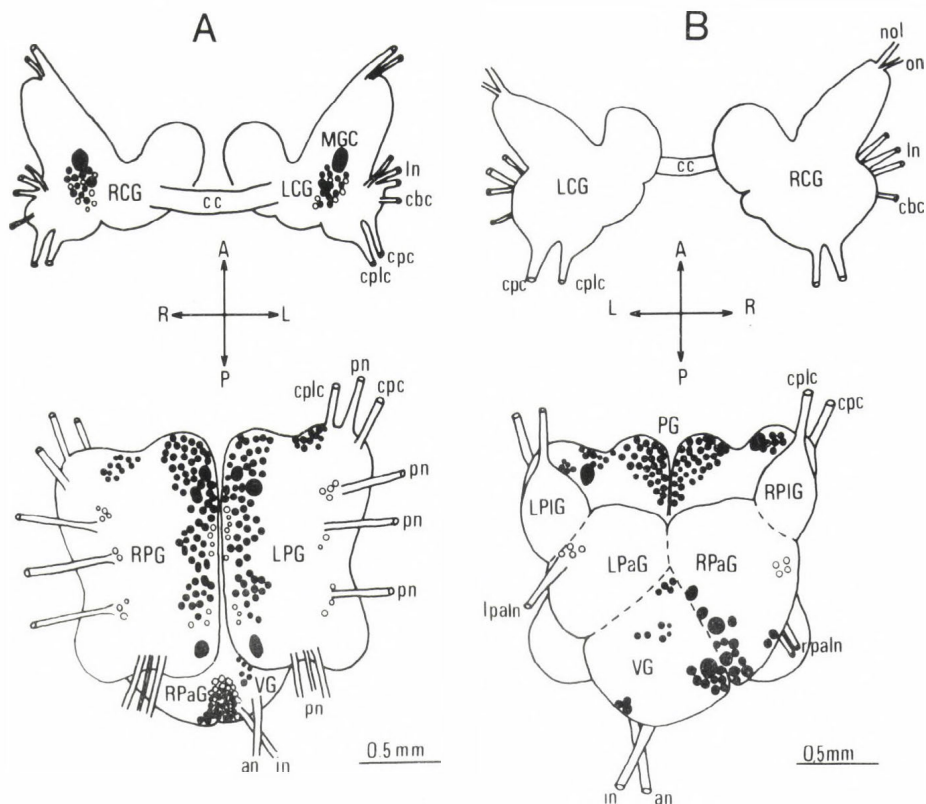 A
MGC
RCG
LCG
cc
ln
cbc
cpc
cplc
A
R
L
P
cplc
pn
cpc
pn
pn
pn
RPG
LPG
RPaG
VG
pn
an
in
0.5mm
B
nol
on
LCG
cc
RCG
ln
cbc
cpc
cplc
A
L
R
P
PG
cplc
cpc
LPlG
RPlG
LPaG
RPaG
lpaln
rpaln
VG
in
an
0,5mm